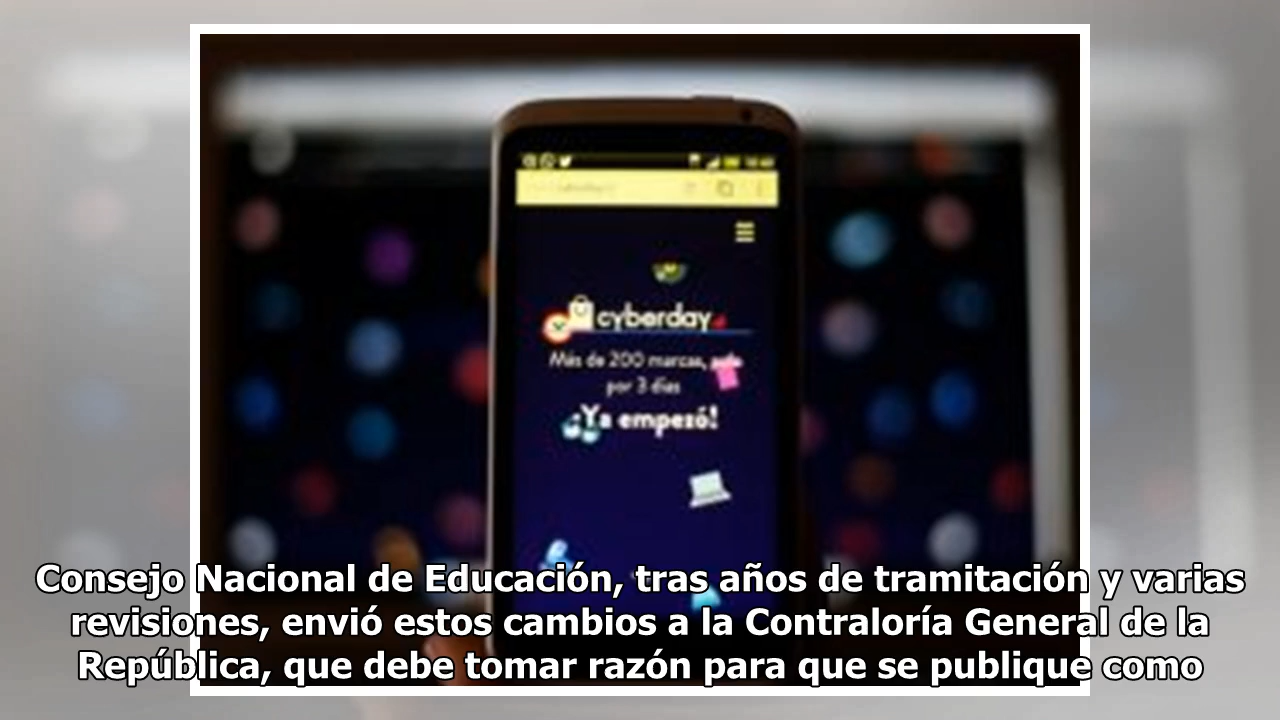 cyberday
Más de 200 marcas, solo
por 3 días
¡Ya empezó!
Consejo Nacional de Educación, tras años de tramitación y varias
revisiones, envió estos cambios a la Contraloría General de la
República, que debe tomar razón para que se publique como